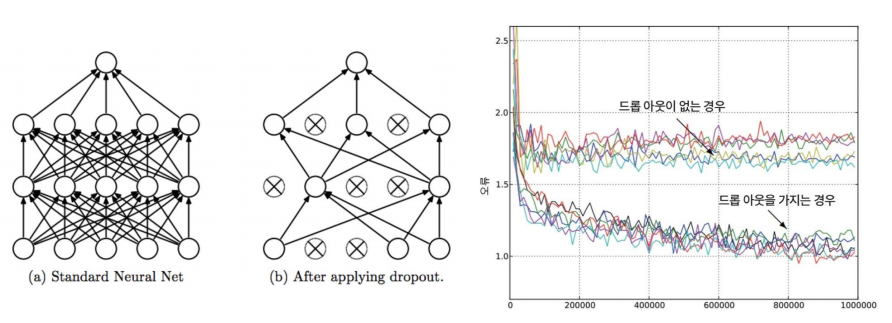 (a) Standard Neural Net
(b) After applying dropout.
2.5
2.0
1.5
1.0
오류
드롭 아웃이 없는 경우
드롭 아웃을 가지는 경우
0
200000
400000
600000
800000
1000000